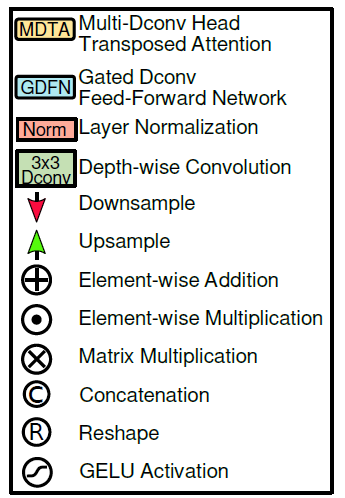 MDTA Multi-Dconv Head
Transposed Attention
GDFN Gated Dconv
Feed-Forward Network
Norm Layer Normalization
3x3
Dconv Depth-wise Convolution
Downsample
Upsample
Element-wise Addition
Element-wise Multiplication
Matrix Multiplication
C Concatenation
R Reshape
GELU Activation